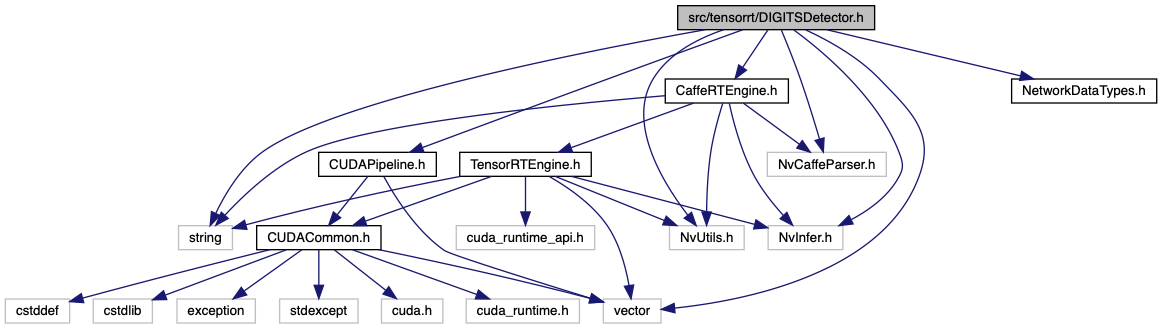 src/tensorrt/DIGITSDetector.h
CaffeRTEngine.h
NetworkDataTypes.h
CUDAPipeline.h
TensorRTEngine.h
NvCaffeParser.h
string
CUDACommon.h
cuda_runtime_api.h
NvUtils.h
NvInfer.h
cstddef
cstdlib
exception
stdexcept
cuda.h
cuda_runtime.h
vector